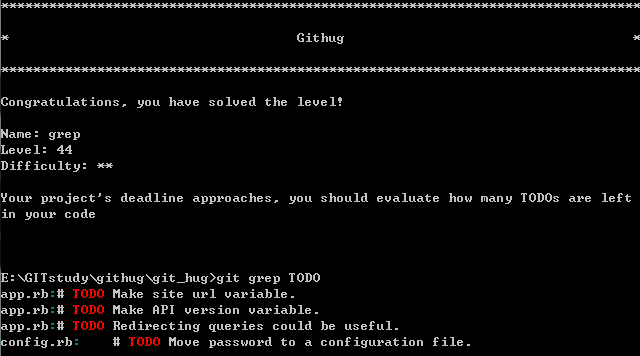 ********************************************************************************
* Githug *
********************************************************************************
Congratulations, you have solved the level!
Name: grep
Level: 44
Difficulty: **
Your project's deadline approaches, you should evaluate how many TODOs are left
in your code
E:\GITstudy\githug\git_hug>git grep TODO
app.rb:# TODO Make site url variable.
app.rb:# TODO Make API version variable.
app.rb:# TODO Redirecting queries could be useful.
config.rb:    # TODO Move password to a configuration file.